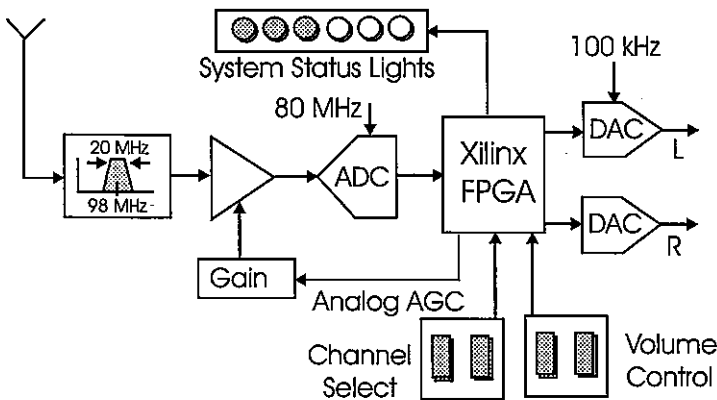 System Status Lights
100 kHz
80 MHz
20 MHz
98 MHz
ADC
Xilinx
FPGA
DAC
L
DAC
R
Gain
Analog AGC
Channel
Select
Volume
Control